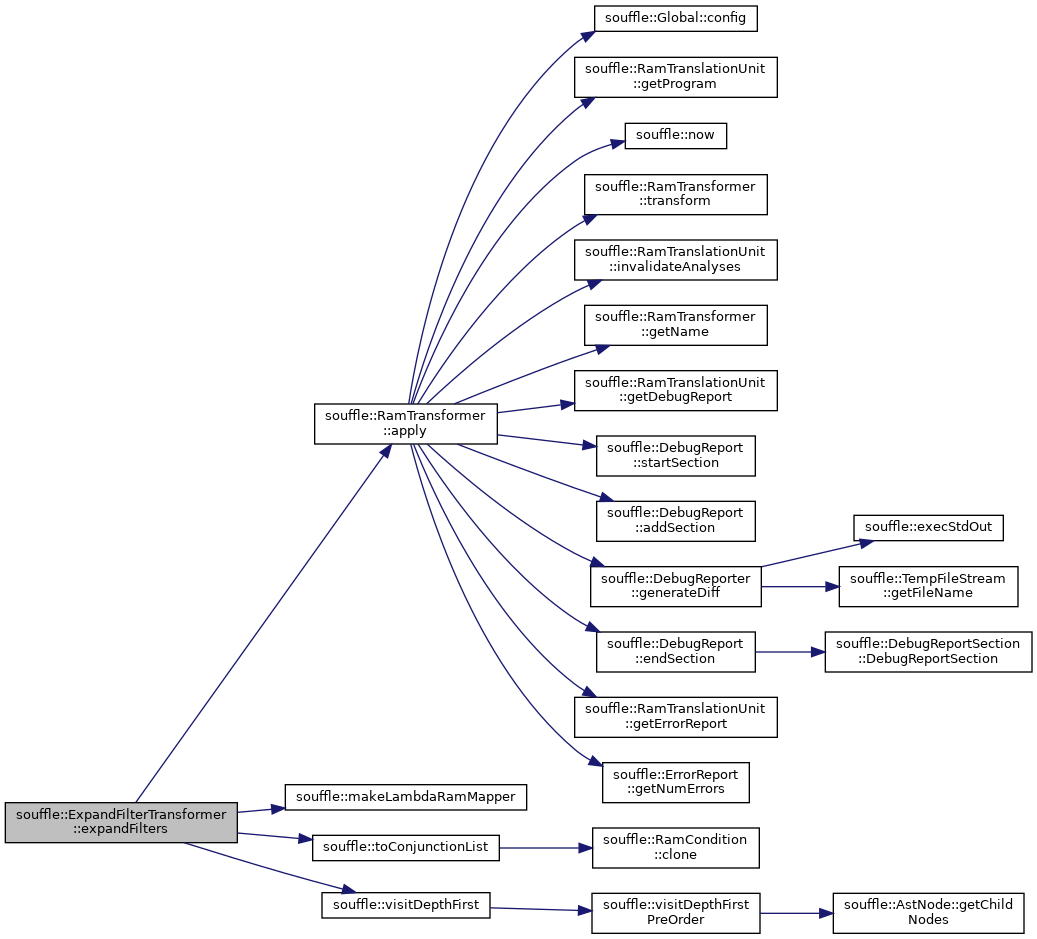 souffle::Global::config
souffle::RamTranslationUnit
::getProgram
souffle::now
souffle::RamTransformer
::transform
souffle::RamTranslationUnit
::invalidateAnalyses
souffle::RamTransformer
::getName
souffle::RamTranslationUnit
::getDebugReport
souffle::RamTransformer
::apply
souffle::DebugReport
::startSection
souffle::DebugReport
::addSection
souffle::execStdOut
souffle::DebugReporter
::generateDiff
souffle::TempFileStream
::getFileName
souffle::DebugReport
::endSection
souffle::DebugReportSection
::DebugReportSection
souffle::RamTranslationUnit
::getErrorReport
souffle::ErrorReport
::getNumErrors
souffle::makeLambdaRamMapper
souffle::ExpandFilterTransformer
::expandFilters
souffle::toConjunctionList
souffle::RamCondition
::clone
souffle::visitDepthFirst
souffle::visitDepthFirst
PreOrder
souffle::AstNode::getChild
Nodes